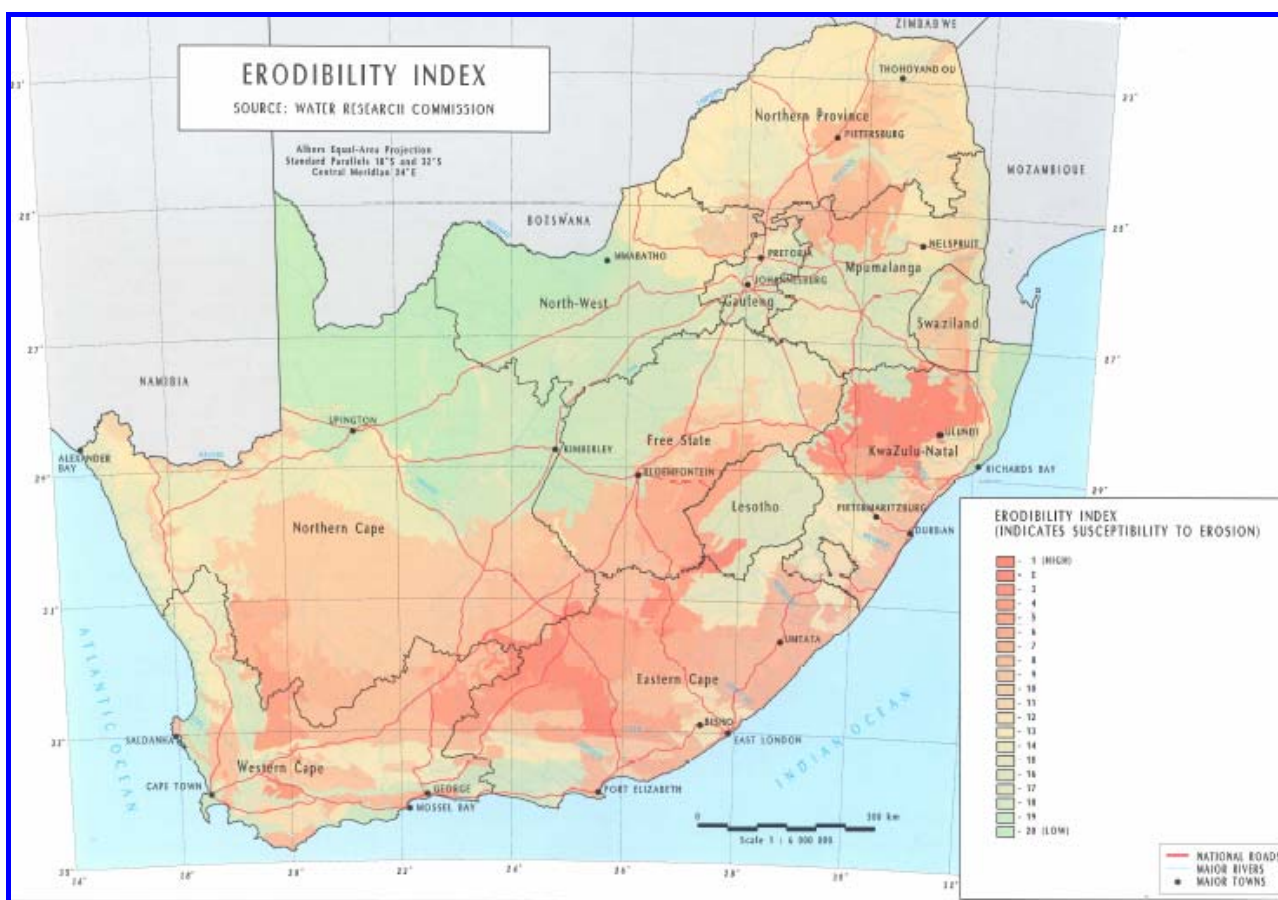 ZIMBABWE
ERODIBILITY INDEX
SOURCE: WATER RESEARCH COMMISSION
Albers Equal-Area Projection
Standard Parallels 18°S and 32°S
Central Meridian 24°E
THOHOYANDOU
Northern Province
PIETERSBURG
MOZAMBIQUE
BOTSWANA
MMABATHO
PRETORIA
NELSPRUIT
Mpumalanga
JOHANNESBURG
North-West
Gauteng
Swaziland
NAMIBIA
UPINGTON
ULUNDI
KIMBERLEY
Free State
KwaZulu-Natal
ALEXANDER
BAY
BLOEMFONTEIN
RICHARDS BAY
Lesotho
PIETERMARITZBURG
DURBAN
Northern Cape
UMTATA
Eastern Cape
BISHO
EAST LONDON
SALDANHA
Western Cape
CAPE TOWN
GEORGE
PORT ELIZABETH
MOSSEL BAY
ATLANTIC OCEAN
INDIAN OCEAN
0 300 km
Scale 1 : 6 000 000
ERODIBILITY INDEX
(INDICATES SUSCEPTIBILITY TO EROSION)
- 1 (HIGH)
- 2
- 3
- 4
- 5
- 6
- 7
- 8
- 9
- 10
- 11
- 12
- 13
- 14
- 15
- 16
- 17
- 18
- 19
- 20 (LOW)
NATIONAL ROADS
MAJOR RIVERS
MAJOR TOWNS